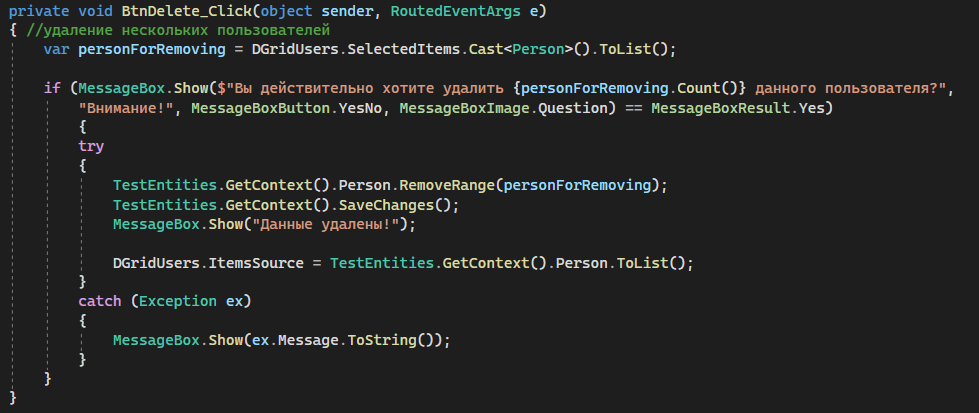 private void BtnDelete_Click(object sender, RoutedEventArgs e)
{ //удаление нескольких пользователей
var personForRemoving = DGridUsers.SelectedItems.Cast<Person>().ToList();
if (MessageBox.Show($"Вы действительно хотите удалить {personForRemoving.Count()} данного пользователя?",
"Внимание!", MessageBoxButton.YesNo, MessageBoxImage.Question) == MessageBoxResult.Yes)
{
try
{
TestEntities.GetContext().Person.RemoveRange(personForRemoving);
TestEntities.GetContext().SaveChanges();
MessageBox.Show("Данные удалены!");
DGridUsers.ItemsSource = TestEntities.GetContext().Person.ToList();
}
catch (Exception ex)
{
MessageBox.Show(ex.Message.ToString());
}
}
}